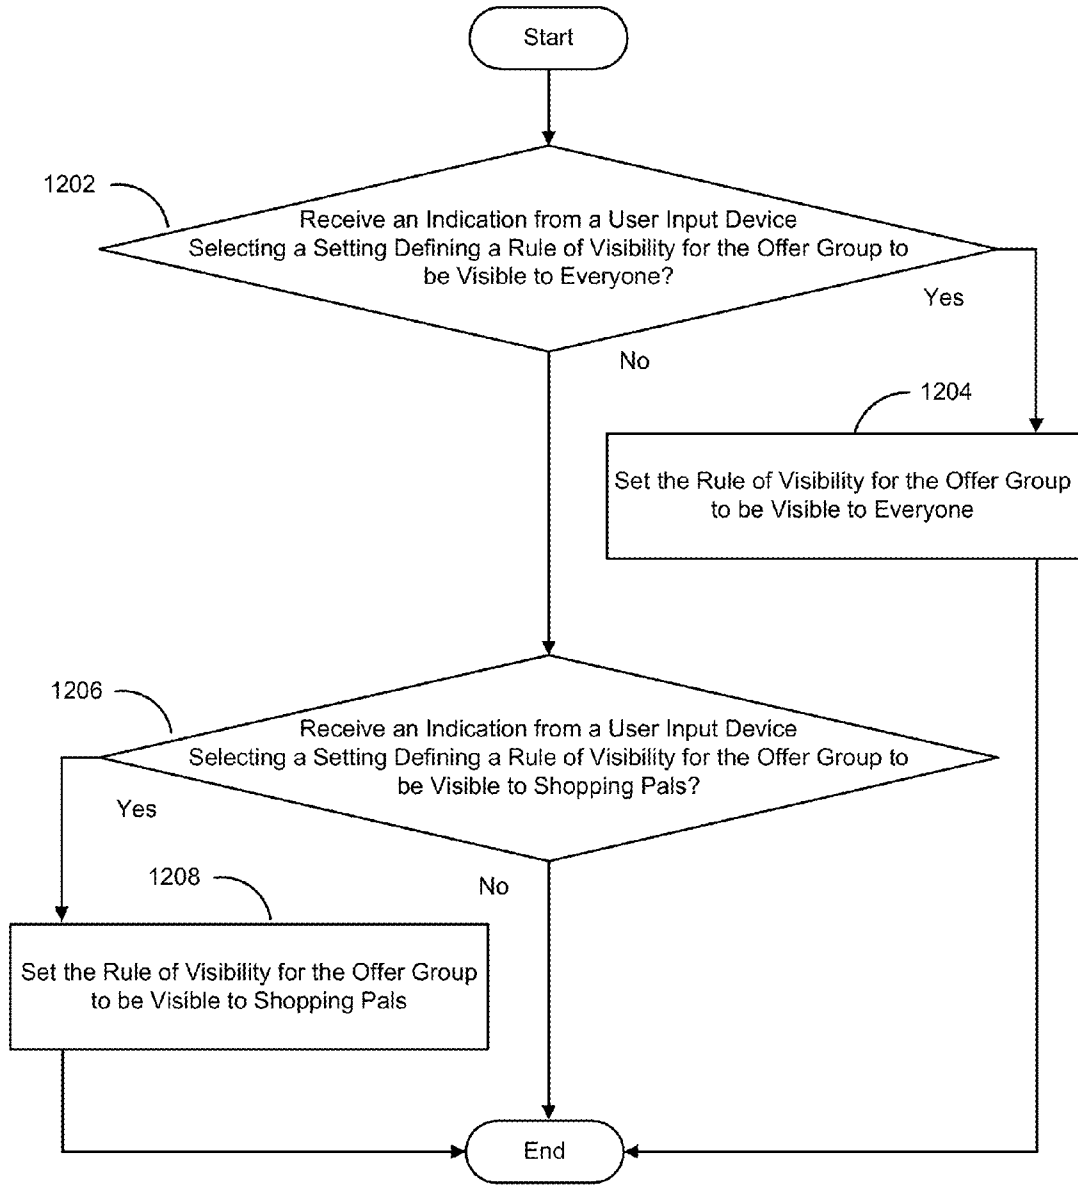 Start
1202
Receive an Indication from a User Input Device
Selecting a Setting Defining a Rule of Visibility for the Offer Group to
be Visible to Everyone?
Yes
No
1204
Set the Rule of Visibility for the Offer Group
to be Visible to Everyone
1206
Receive an Indication from a User Input Device
Selecting a Setting Defining a Rule of Visibility for the Offer Group to
be Visible to Shopping Pals?
Yes
No
1208
Set the Rule of Visibility for the Offer Group
to be Visible to Shopping Pals
End